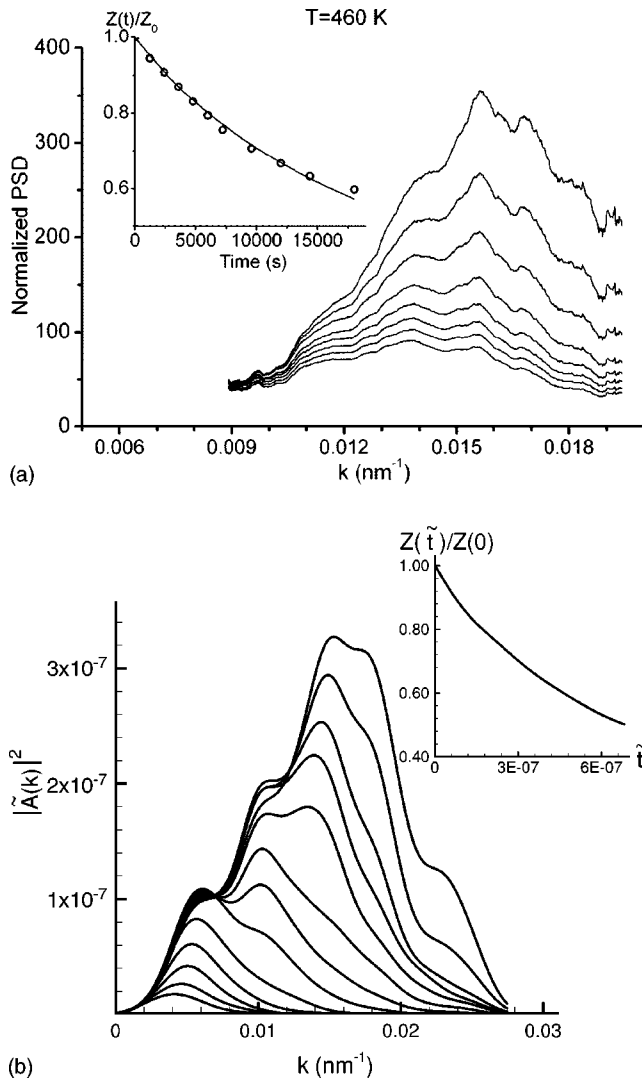 Z(t)/Z₀
T=460 K
1.0
0.8
0.6
0 5000 10000 15000
Time (s)
400
350
300
200
100
50
0
Normalized PSD
0.006 0.009 0.012 0.015 0.018
k (nm⁻¹)
(a)
Z(t̃)/Z(0)
1.00
0.80
0.60
0.40
0 3E-07 6E-07 t̃
3x10⁻⁷
2x10⁻⁷
1x10⁻⁷
|Ã(k)|²
0 0.01 0.02 0.03
k (nm⁻¹)
(b)